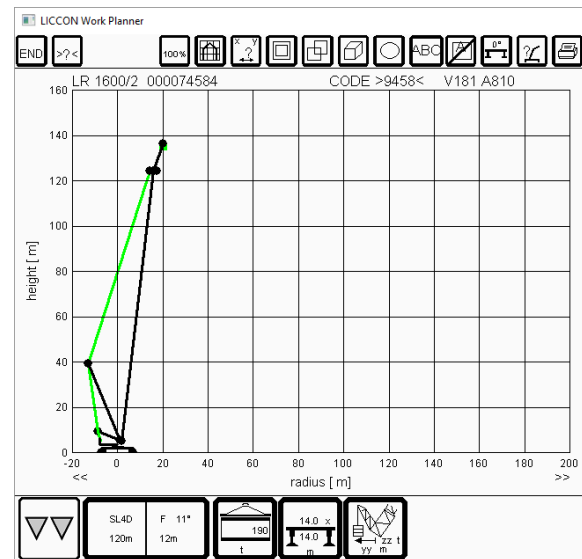 LICCON Work Planner
END >?< 100% x y ? ABC A 0° ?
LR 1600/2 000074584 CODE >9458< V181 A810
160
140
120
100
80
60
40
20
0
height [ m]
-20 0 20 40 60 80 100 120 140 160 180 200
<< radius [ m] >>
SL4D F 11° 190 14.0 x
120m 12m t 14.0 zz t
m yy m